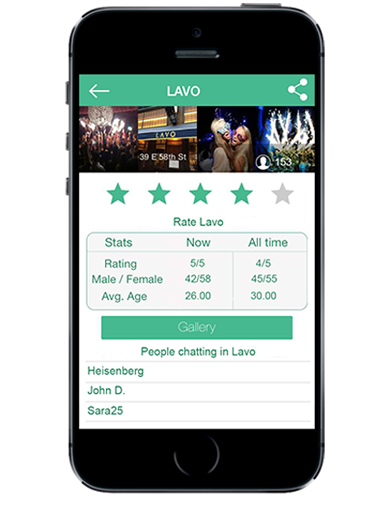 LAVO
LAVO
39 E 58th St
153
Rate Lavo
Stats Now All time
Rating 5/5 4/5
Male / Female 42/58 45/55
Avg. Age 26.00 30.00
Gallery
People chatting in Lavo
Heisenberg
John D.
Sara25